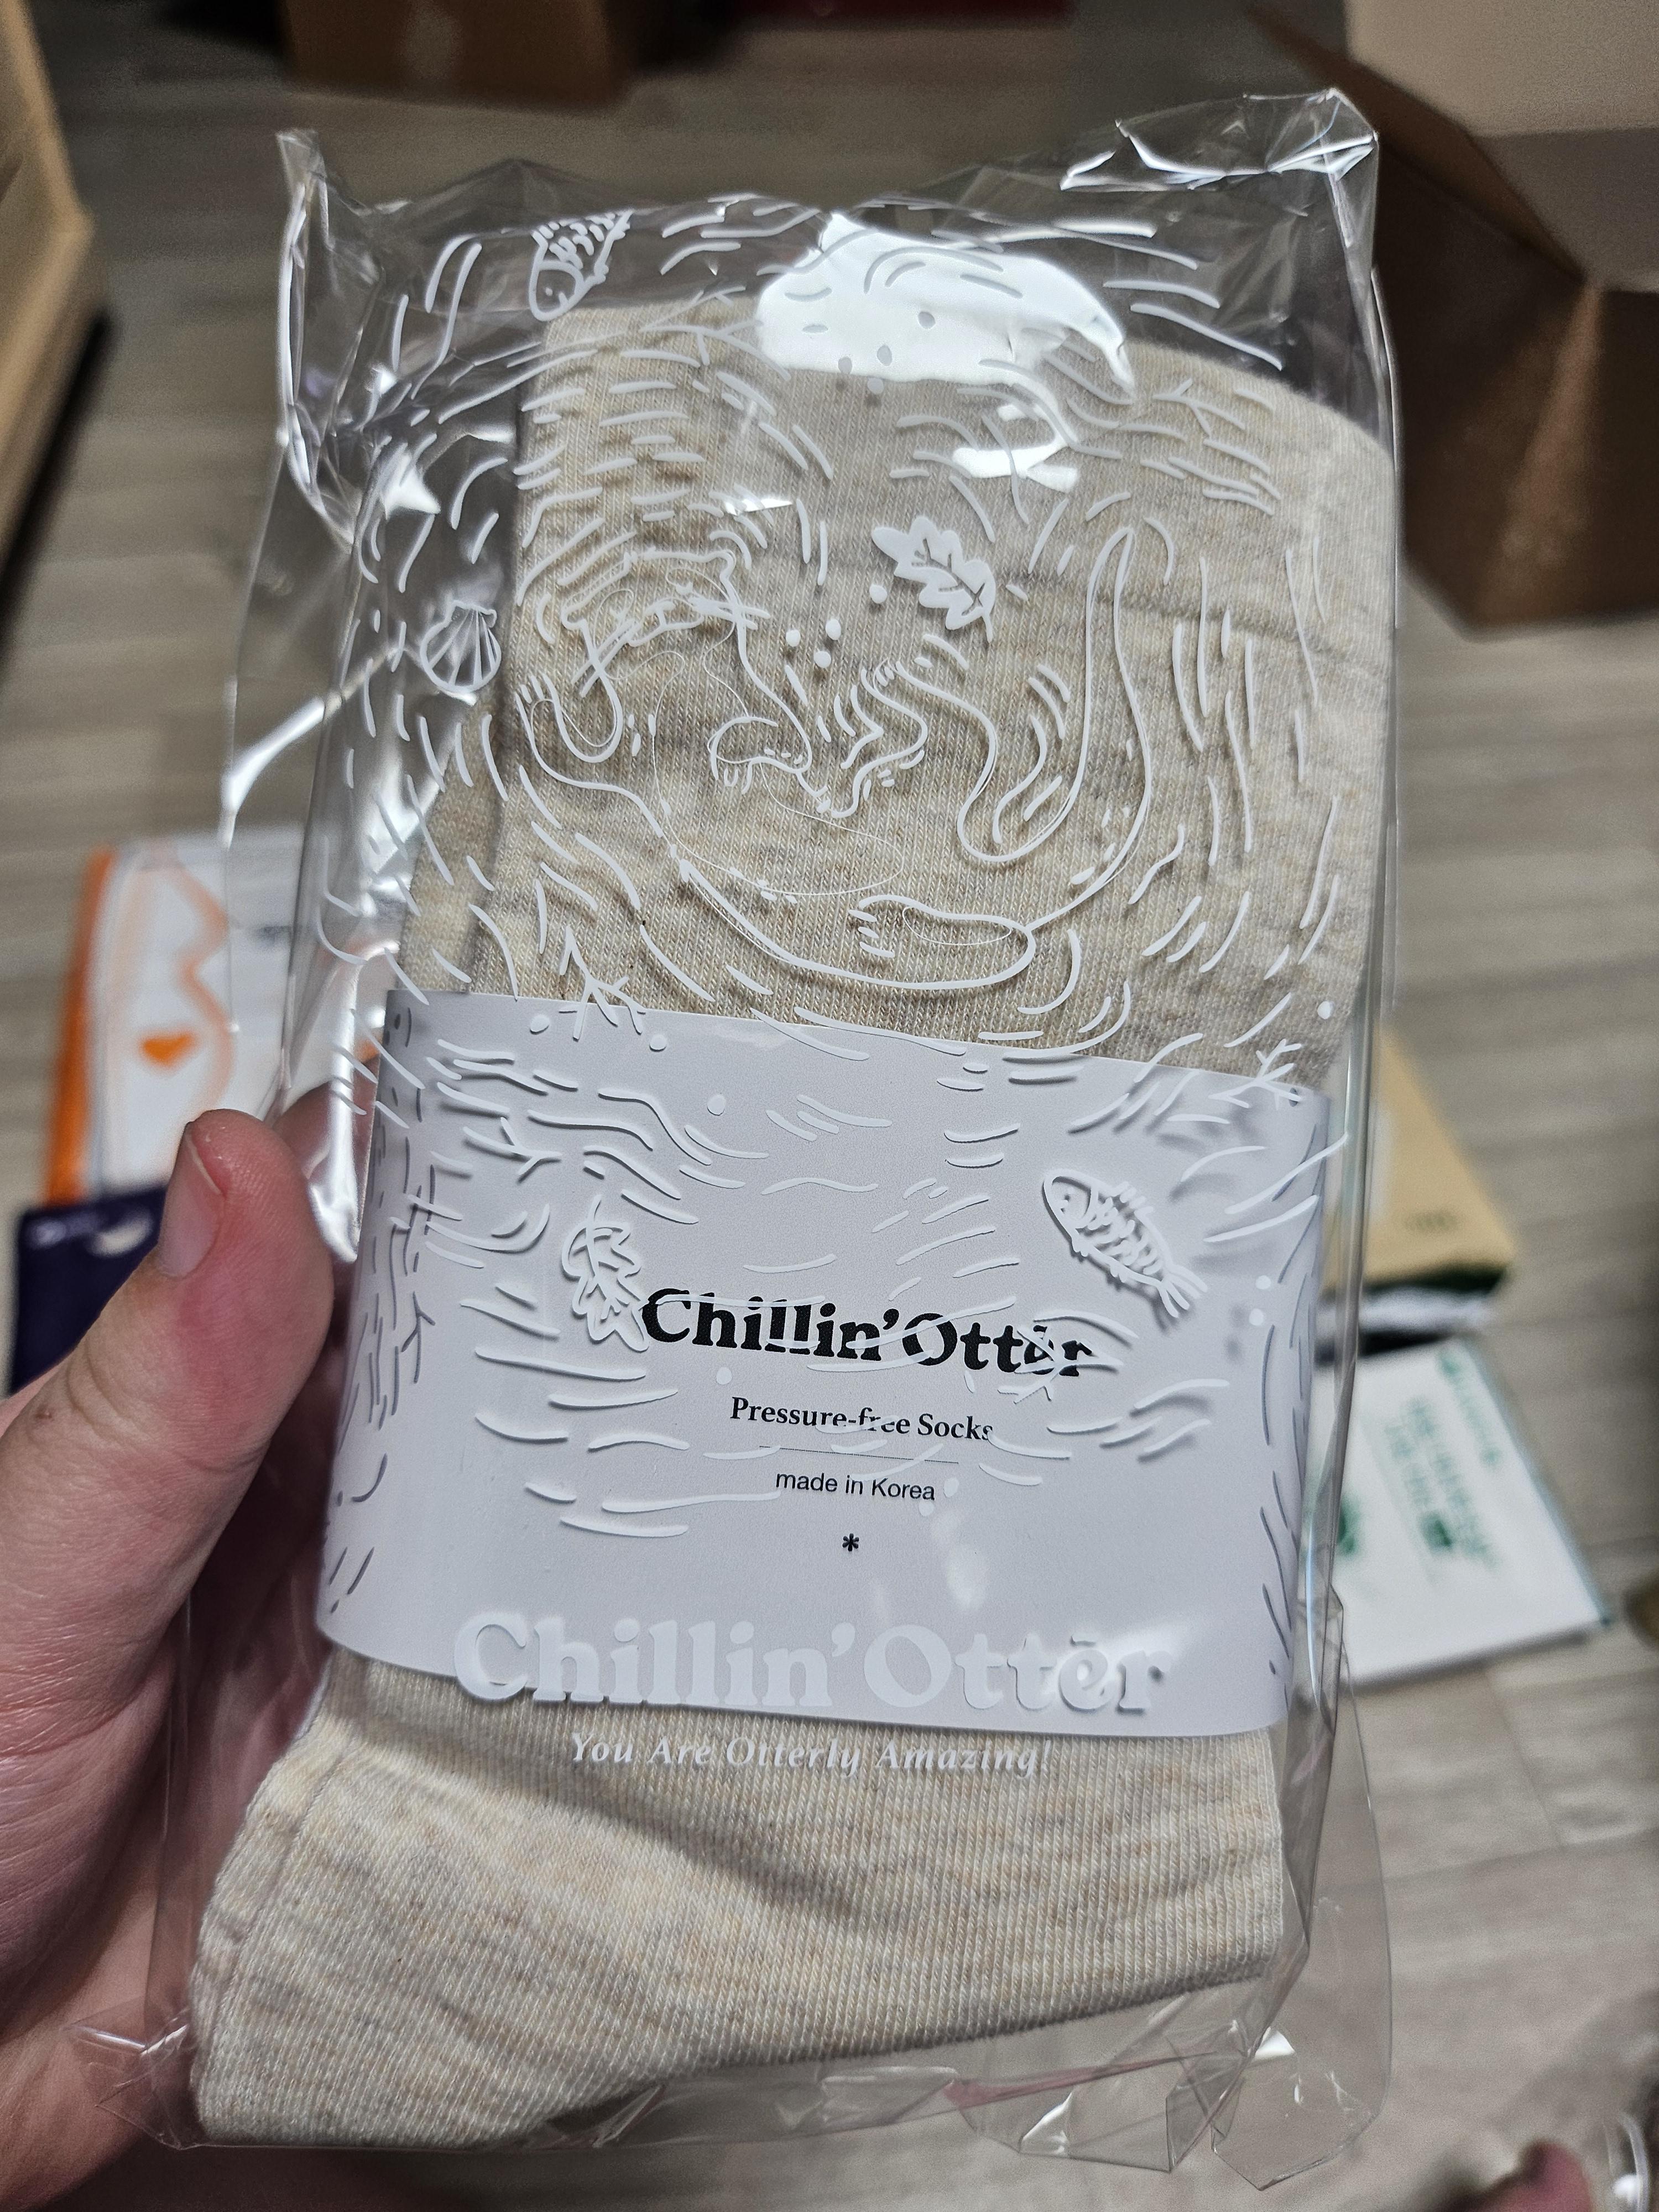 Chillin'Otter
Pressure-free Socks
made in Korea
*
Chillin'Otter
You Are Otterly Amazing!